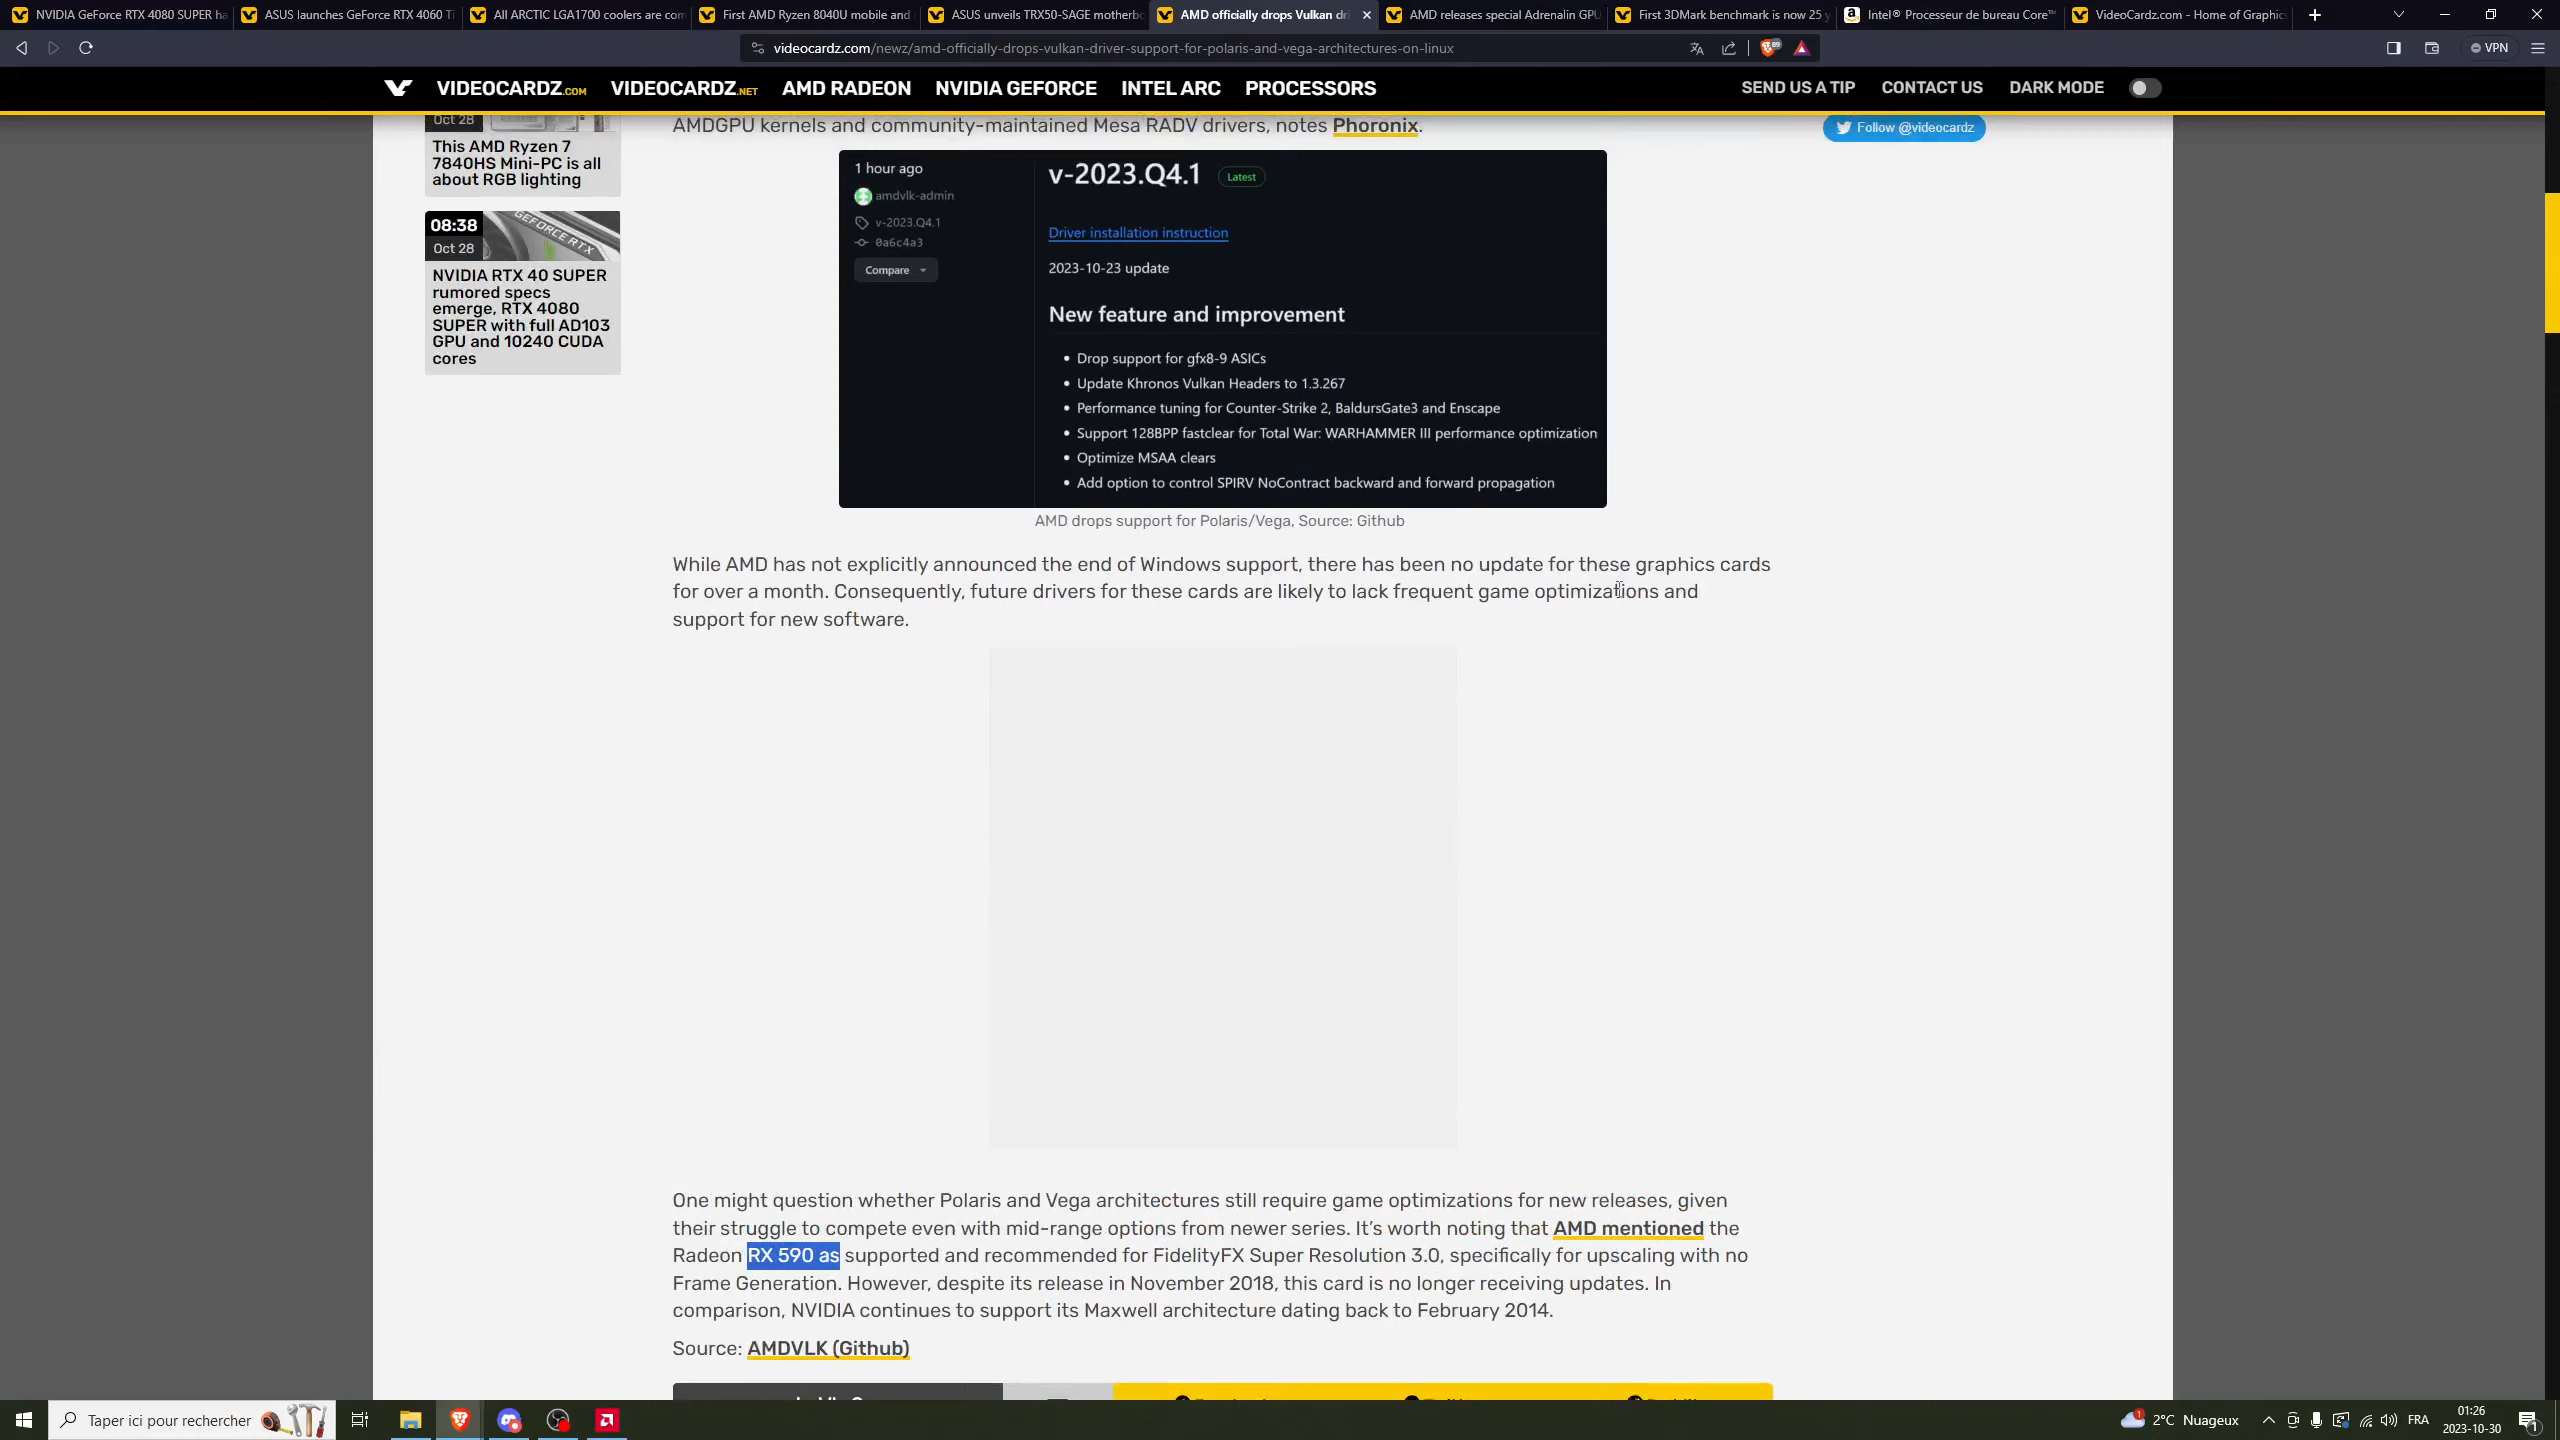 NVIDIA GeForce RTX 4080 SUPER ha
ASUS launches GeForce RTX 4060 Ti
All ARCTIC LGA1700 coolers are com
First AMD Ryzen 8040U mobile and
ASUS unveils TRX50-SAGE motherbo
AMD officially drops Vulkan dri
AMD releases special Adrenalin GPU
First 3DMark benchmark is now 25 y
Intel® Processeur de bureau Core™
VideoCardz.com - Home of Graphics
videocardz.com/newz/amd-officially-drops-vulkan-driver-support-for-polaris-and-vega-architectures-on-linux
VPN
VIDEOCARDZ.COM
VIDEOCARDZ.NET
AMD RADEON
NVIDIA GEFORCE
INTEL ARC
PROCESSORS
SEND US A TIP
CONTACT US
DARK MODE
Oct 28
This AMD Ryzen 7
7840HS Mini-PC is all
about RGB lighting
08:38
Oct 28
GEFORCE RTX
NVIDIA RTX 40 SUPER
rumored specs
emerge, RTX 4080
SUPER with full AD103
GPU and 10240 CUDA
cores
AMDGPU kernels and community-maintained Mesa RADV drivers, notes Phoronix.
Follow @videocardz
1 hour ago
amdvlk-admin
v-2023.Q4.1
0a6c4a3
Compare
v-2023.Q4.1
Latest
Driver installation instruction
2023-10-23 update
New feature and improvement
• Drop support for gfx8-9 ASICs
• Update Khronos Vulkan Headers to 1.3.267
• Performance tuning for Counter-Strike 2, BaldursGate3 and Enscape
• Support 128BPP fastclear for Total War: WARHAMMER III performance optimization
• Optimize MSAA clears
• Add option to control SPIRV NoContract backward and forward propagation
AMD drops support for Polaris/Vega, Source: Github
While AMD has not explicitly announced the end of Windows support, there has been no update for these graphics cards
for over a month. Consequently, future drivers for these cards are likely to lack frequent game optimizations and
support for new software.
One might question whether Polaris and Vega architectures still require game optimizations for new releases, given
their struggle to compete even with mid-range options from newer series. It's worth noting that AMD mentioned the
Radeon RX 590 as supported and recommended for FidelityFX Super Resolution 3.0, specifically for upscaling with no
Frame Generation. However, despite its release in November 2018, this card is no longer receiving updates. In
comparison, NVIDIA continues to support its Maxwell architecture dating back to February 2014.
Source: AMDVLK (Github)
Taper ici pour rechercher
2°C Nuageux
FRA
01:26
2023-10-30